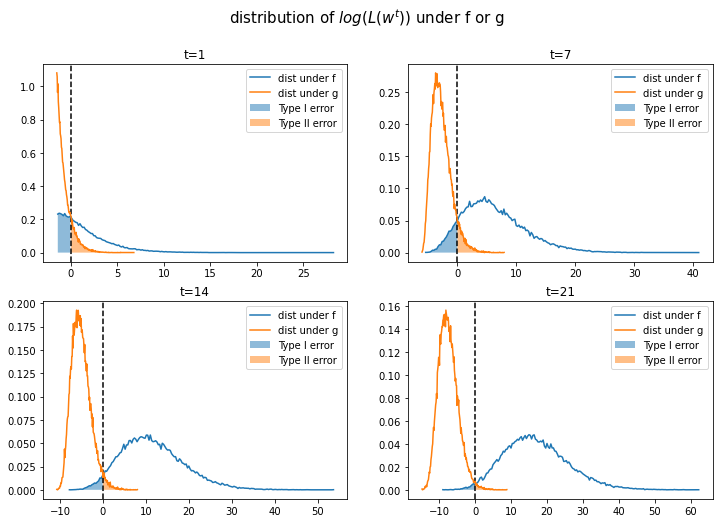 distribution of log(L(w^t)) under f or g
t=1
1.0
0.8
0.6
0.4
0.2
0.0
0 5 10 15 20 25
dist under f
dist under g
Type I error
Type II error
t=7
0.25
0.20
0.15
0.10
0.05
0.00
0 10 20 30 40
dist under f
dist under g
Type I error
Type II error
t=14
0.200
0.175
0.150
0.125
0.100
0.075
0.050
0.025
0.000
−10 0 10 20 30 40 50
dist under f
dist under g
Type I error
Type II error
t=21
0.16
0.14
0.12
0.10
0.08
0.06
0.04
0.02
0.00
−10 0 10 20 30 40 50 60
dist under f
dist under g
Type I error
Type II error